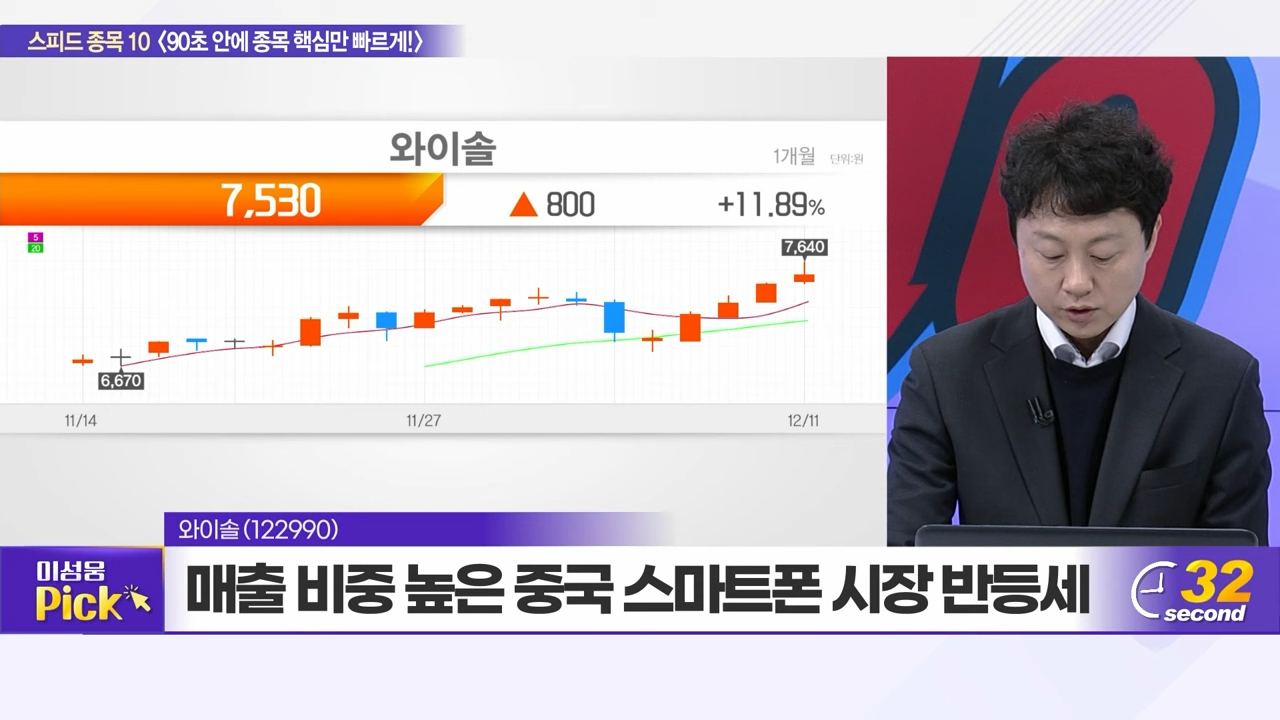 스피드 종목 10 <90초 안에 종목 핵심만 빠르게!>
와이솔
1개월 단위:원
7,530 ▲ 800 +11.89%
5
20
7,640
6,670
11/14 11/27 12/11
와이솔(122990)
이성웅
Pick
매출 비중 높은 중국 스마트폰 시장 반등세
32
second